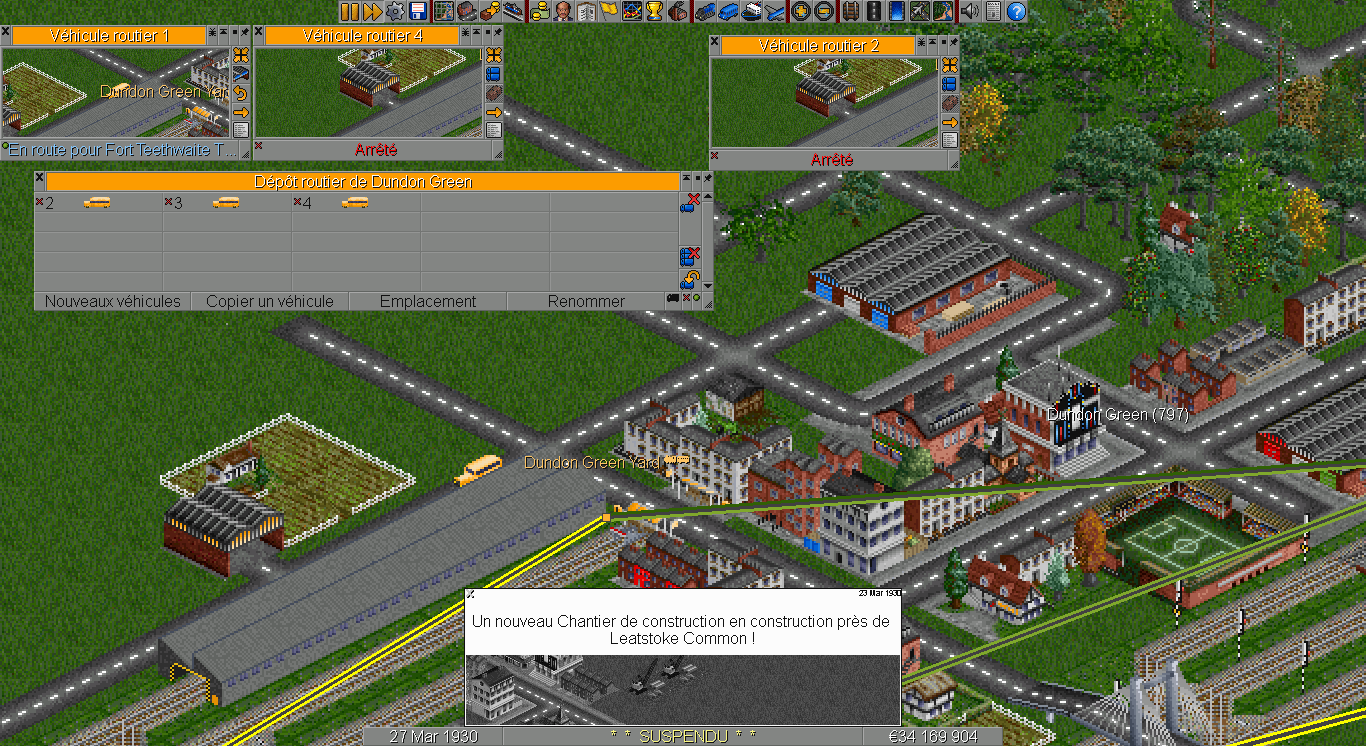 Véhicule routier 1
Véhicule routier 4
Véhicule routier 2
Dundon Green Yar
En route pour Fort Teethwaite T ...
Arrêté
Arrêté
Dépôt routier de Dundon Green
2
3
4
Nouveaux véhicules
Copier un véhicule
Emplacement
Renommer
Dundon Green (797)
Dundon Green Yard
23 Mar 1930
Un nouveau Chantier de construction en construction près de
Leatstoke Common !
27 Mar 1930
* * SUSPENDU * *
€34 169 904